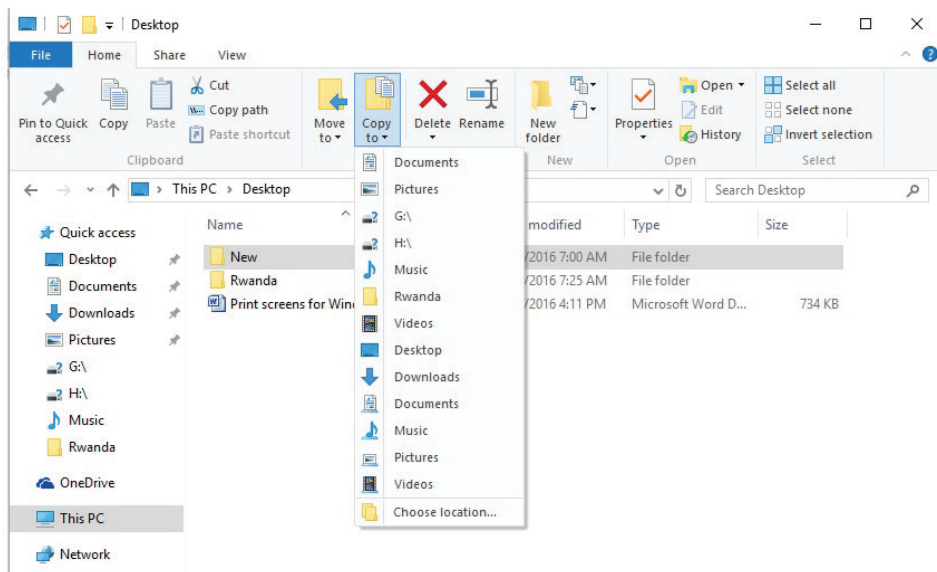 Desktop
File Home Share View
Pin to Quick access
Copy
Paste
Cut
Copy path
Paste shortcut
Clipboard
Move to
Copy to
Delete
Rename
New folder
New
Properties
Open
Edit
History
Open
Select all
Select none
Invert selection
Select
This PC > Desktop
Search Desktop
Quick access
Desktop
Documents
Downloads
Pictures
G:\
H:\
Music
Rwanda
OneDrive
This PC
Network
Name modified Type Size
New /2016 7:00 AM File folder
Rwanda /2016 7:25 AM File folder
Print screens for Win /2016 4:11 PM Microsoft Word D... 734 KB
Documents
Pictures
G:\
H:\
Music
Rwanda
Videos
Desktop
Downloads
Documents
Music
Pictures
Videos
Choose location...